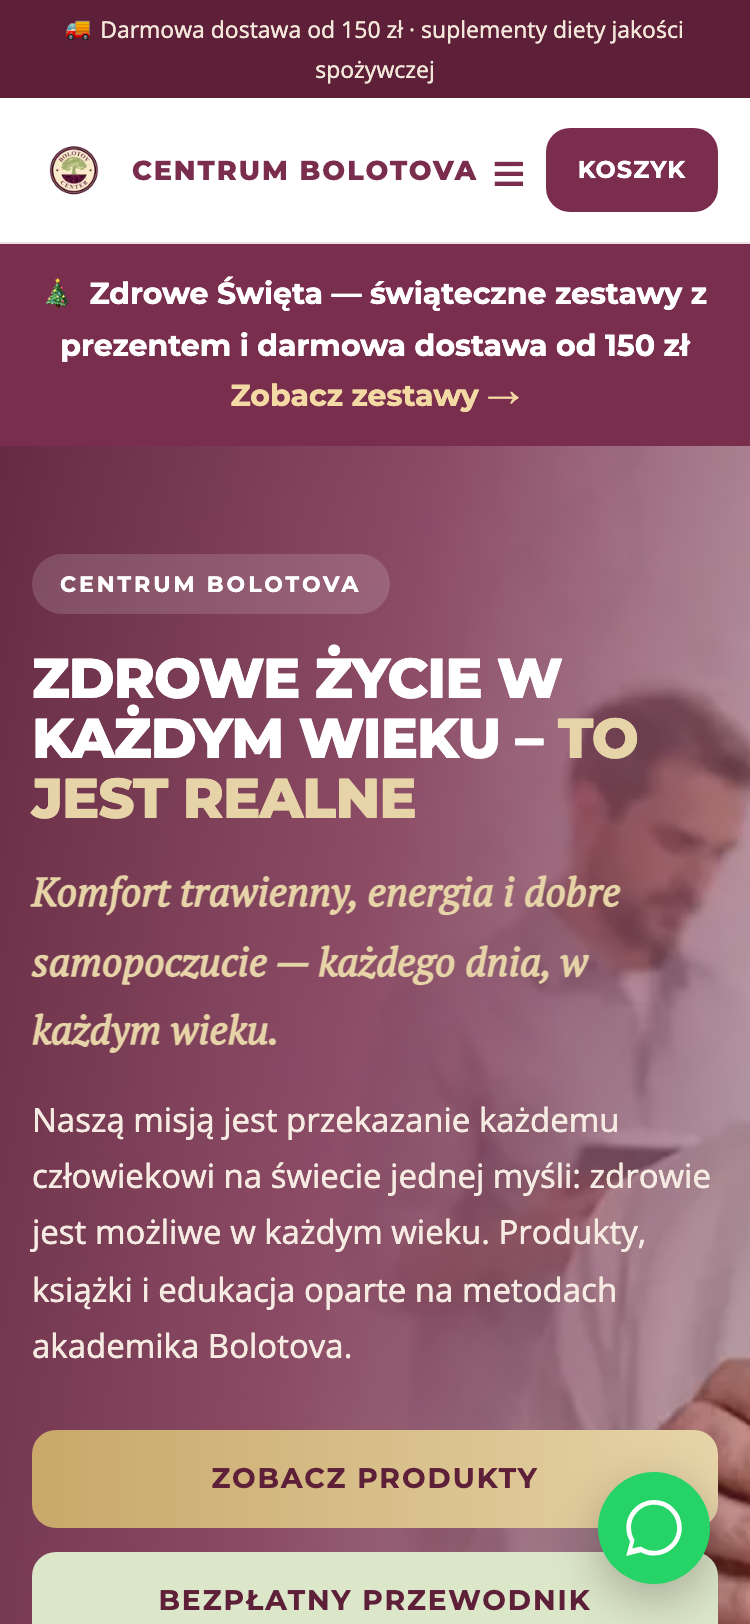 🚚 Darmowa dostawa od 150 zł · suplementy diety jakości
spożywczej
BOLOTOV
CENTER
CENTRUM BOLOTOVA
KOSZYK
🎄 Zdrowe Święta — świąteczne zestawy z
prezentem i darmowa dostawa od 150 zł
Zobacz zestawy →
CENTRUM BOLOTOVA
ZDROWE ŻYCIE W
KAŻDYM WIEKU – TO
JEST REALNE
Komfort trawienny, energia i dobre
samopoczucie — każdego dnia, w
każdym wieku.
Naszą misją jest przekazanie każdemu
człowiekowi na świecie jednej myśli: zdrowie
jest możliwe w każdym wieku. Produkty,
książki i edukacja oparte na metodach
akademika Bolotova.
ZOBACZ PRODUKTY
BEZPŁATNY PRZEWODNIK